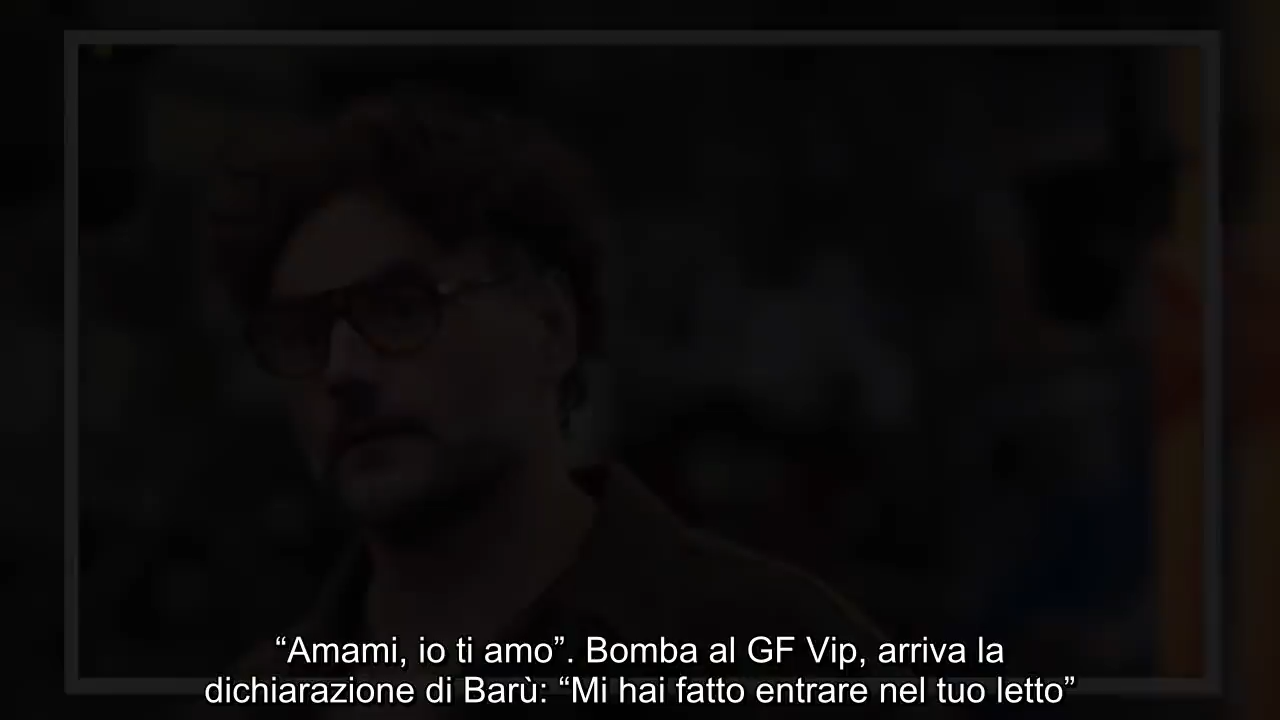 “Amami, io ti amo”. Bomba al GF Vip, arriva la
dichiarazione di Barù: “Mi hai fatto entrare nel tuo letto”